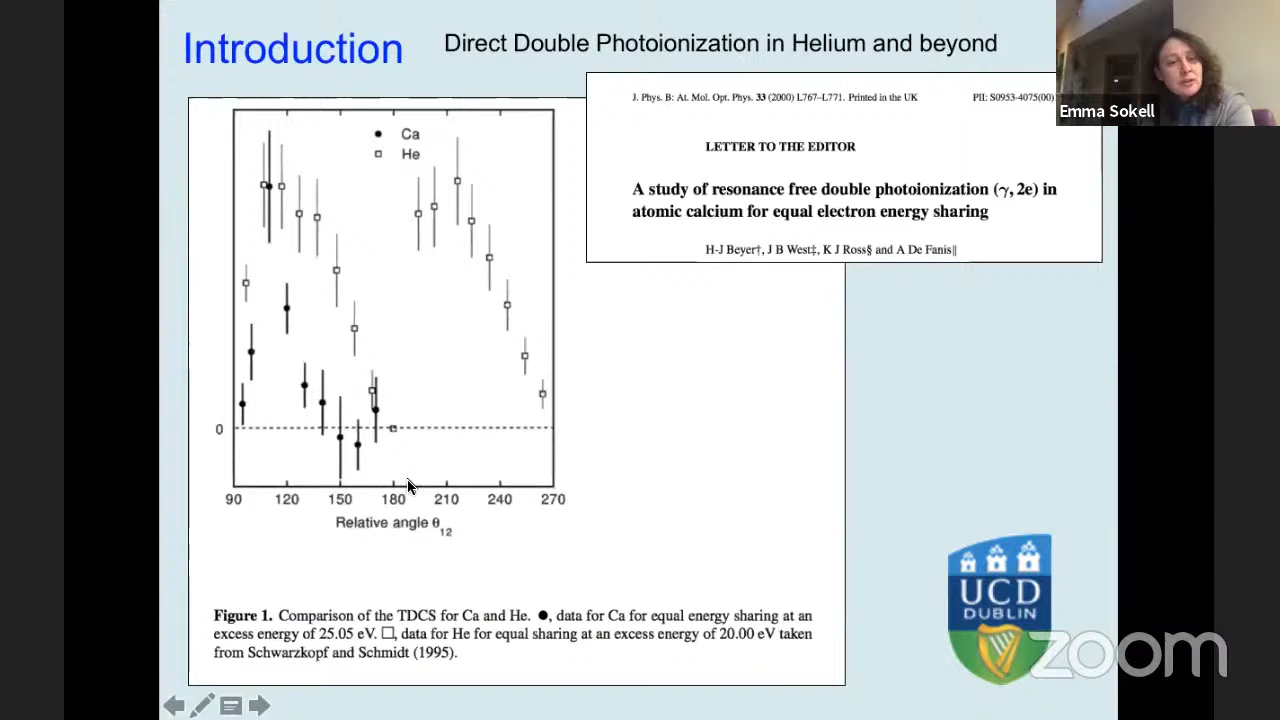 Introduction
Direct Double Photoionization in Helium and beyond
Emma Sokell
J. Phys. B: At. Mol. Opt. Phys. 33 (2000) L767–L771. Printed in the UK
PII: S0953-4075(00)
LETTER TO THE EDITOR
A study of resonance free double photoionization (γ, 2e) in
atomic calcium for equal electron energy sharing
H-J Beyer†, J B West‡, K J Ross§ and A De Fanis||
Ca
He
0
90 120 150 180 210 240 270
Relative angle θ12
Figure 1. Comparison of the TDCS for Ca and He. ●, data for Ca for equal energy sharing at an
excess energy of 25.05 eV. □, data for He for equal sharing at an excess energy of 20.00 eV taken
from Schwarzkopf and Schmidt (1995).
UCD
DUBLIN
zoom